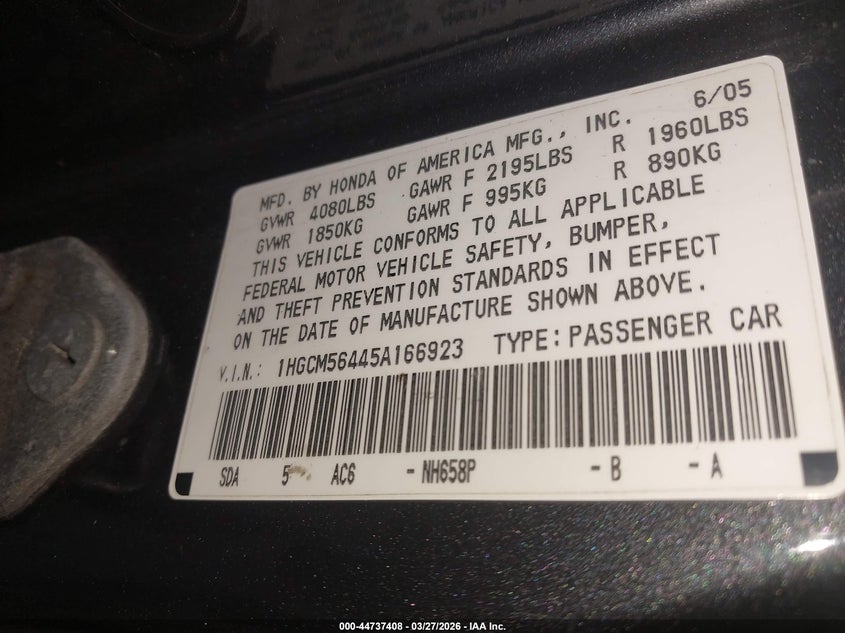 MFD. BY HONDA OF AMERICA MFG., INC. 6/05
GVWR 4080LBS GAWR F 2195LBS R 1960LBS
GVWR 1850KG GAWR F 995KG R 890KG
THIS VEHICLE CONFORMS TO ALL APPLICABLE
FEDERAL MOTOR VEHICLE SAFETY, BUMPER,
AND THEFT PREVENTION STANDARDS IN EFFECT
ON THE DATE OF MANUFACTURE SHOWN ABOVE.
V.I.N.: 1HGCM56445A166923 TYPE: PASSENGER CAR
SDA 5 AC6 -NH658P -B -A
000-44737408 - 03/27/2026 - IAA Inc.